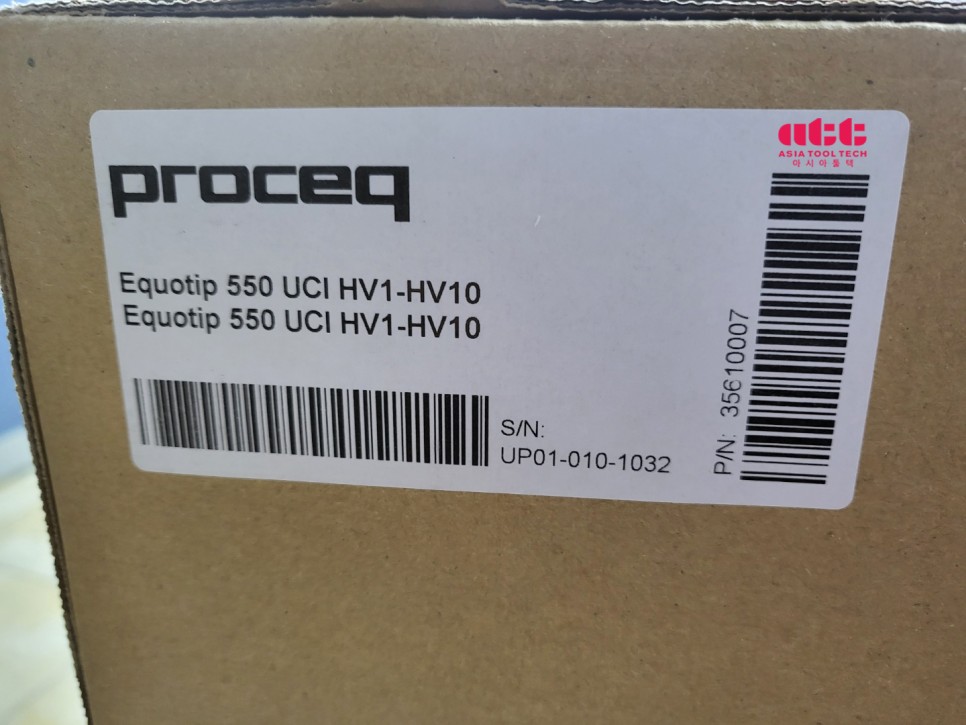 att
ASIA TOOL TECH
아시아툴텍
proceq
Equotip 550 UCI HV1-HV10
Equotip 550 UCI HV1-HV10
S/N:
UP01-010-1032
P/N: 35610007